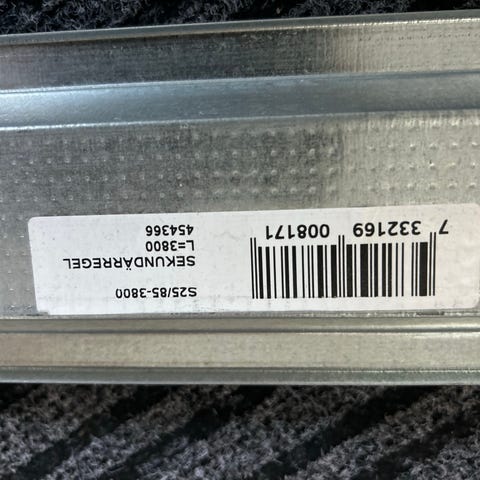 S25/85-3800
SEKUNDÄRREGEL
L=3800
454366
7 332169 008171